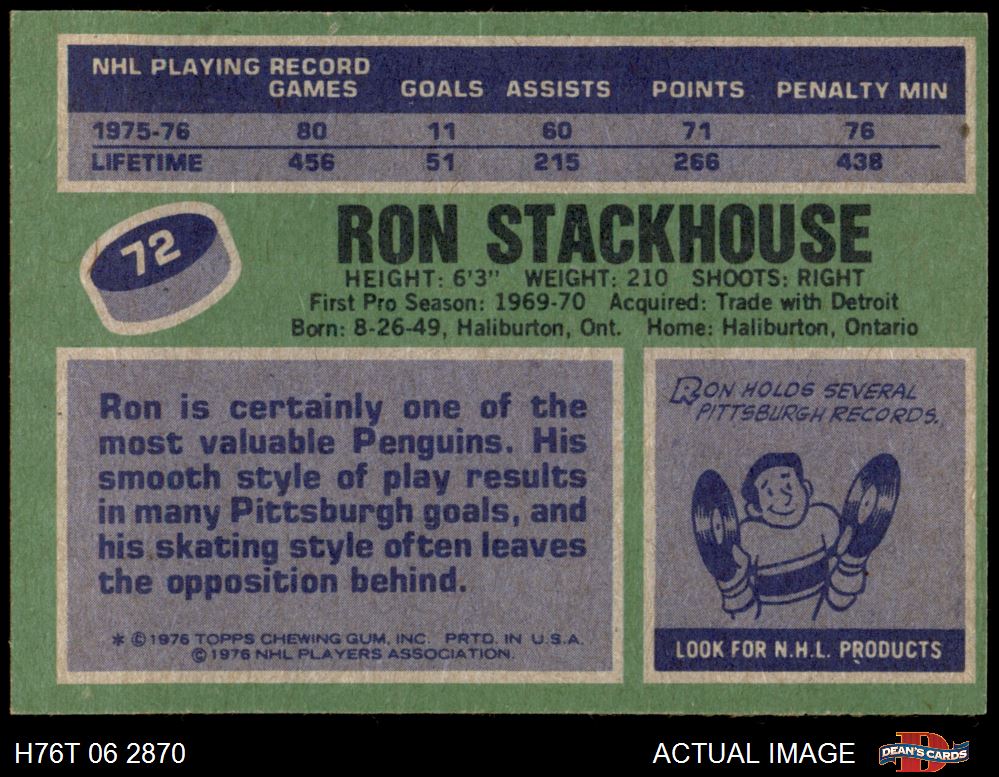 NHL PLAYING RECORD
GAMES GOALS ASSISTS POINTS PENALTY MIN
1975-76 80 11 60 71 76
LIFETIME 456 51 215 266 438
72
RON STACKHOUSE
HEIGHT: 6'3" WEIGHT: 210 SHOOTS: RIGHT
First Pro Season: 1969-70 Acquired: Trade with Detroit
Born: 8-26-49, Haliburton, Ont. Home: Haliburton, Ontario
Ron is certainly one of the
most valuable Penguins. His
smooth style of play results
in many Pittsburgh goals, and
his skating style often leaves
the opposition behind.
* © 1976 TOPPS CHEWING GUM, INC. PRTD. IN U.S.A.
© 1976 NHL PLAYERS ASSOCIATION.
RON HOLDS SEVERAL
PITTSBURGH RECORDS.
LOOK FOR N.H.L. PRODUCTS
H76T 06 2870
ACTUAL IMAGE
DEAN'S CARDS